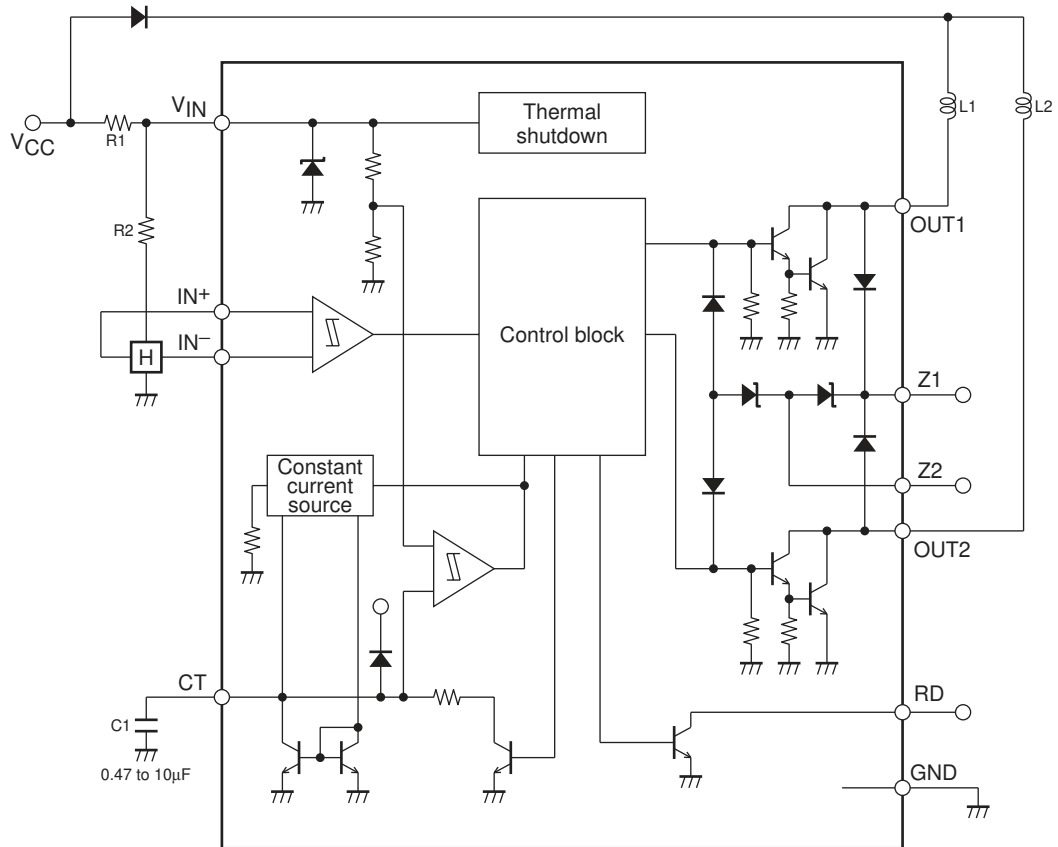 VIN
Thermal
shutdown
L1
L2
VCC
R1
OUT1
R2
IN+
Control block
IN−
H
Z1
Constant
current
source
Z2
OUT2
CT
RD
C1
0.47 to 10μF
GND